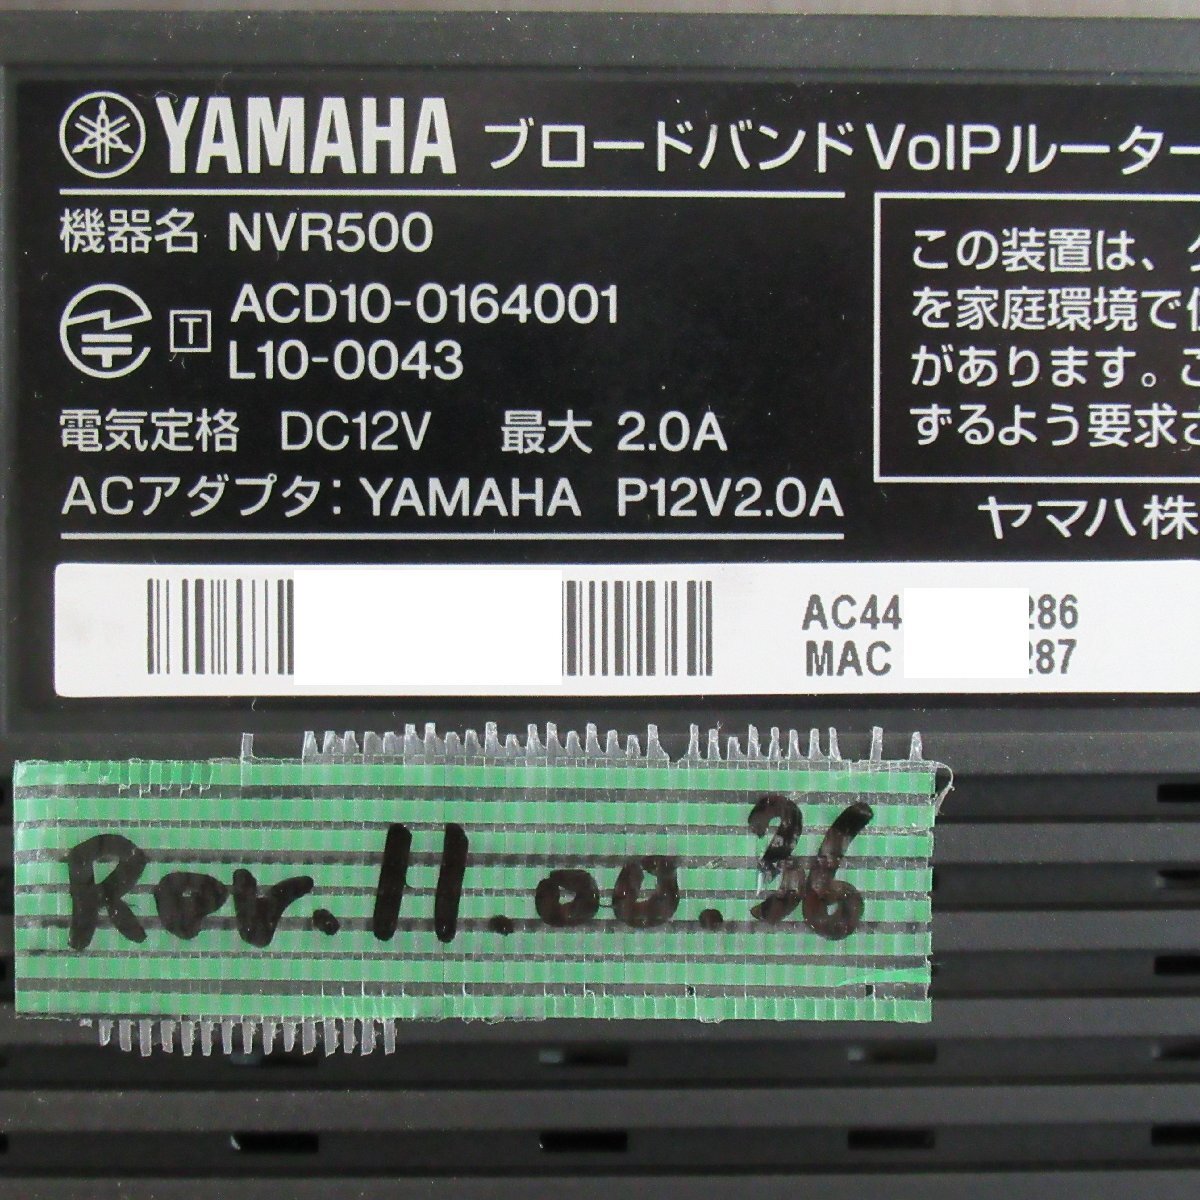 YAMAHA ブロードバンドVoIPルーター
機器名 NVR500
T ACD10-0164001
L10-0043
電気定格 DC12V 最大 2.0A
ACアダプタ: YAMAHA P12V2.0A
この装置は、ク
を家庭環境で
があります。こ
ずるよう要求さ
ヤマハ株
AC44 286
MAC 287
Rev.11.00.36